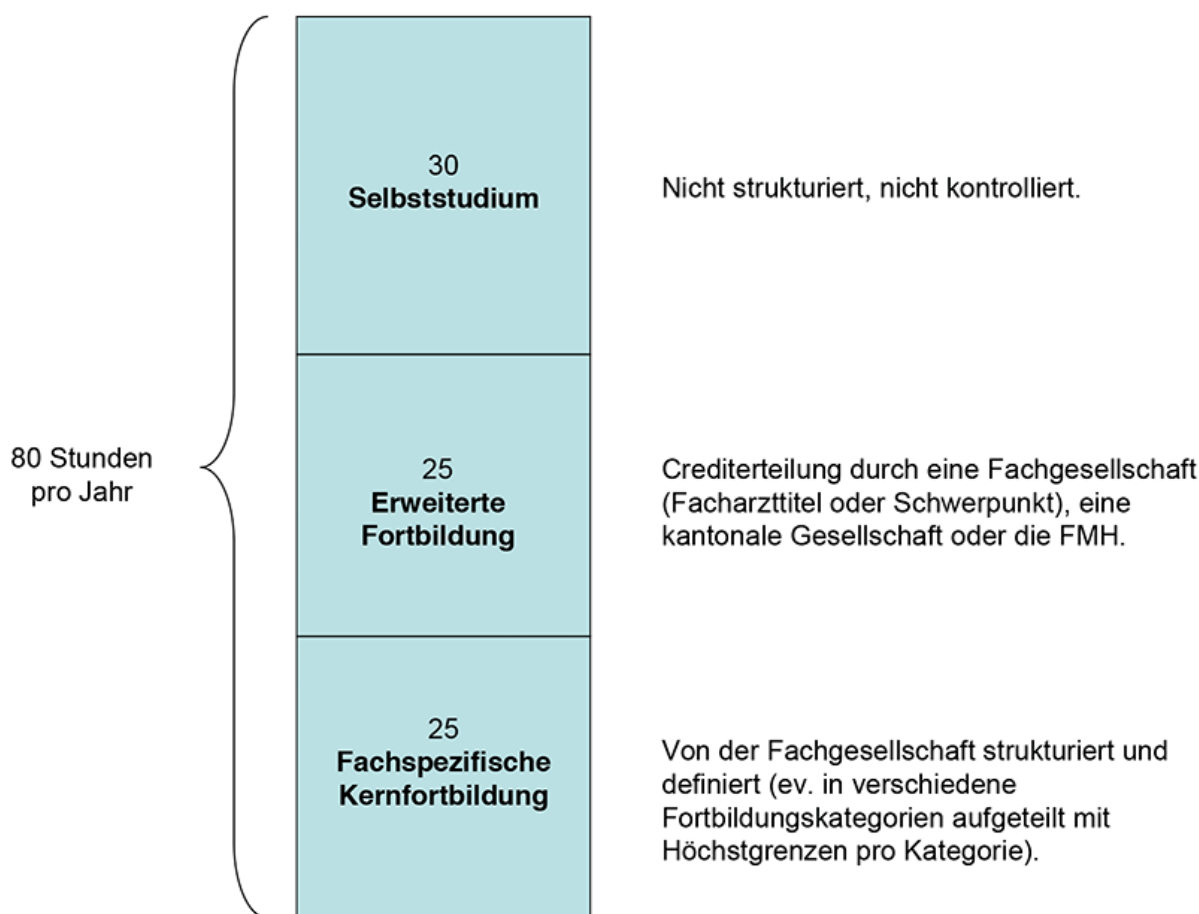 30
Selbststudium
Nicht strukturiert, nicht kontrolliert.
80 Stunden
pro Jahr
25
Erweiterte
Fortbildung
Crediterteilung durch eine Fachgesellschaft
(Facharzttitel oder Schwerpunkt), eine
kantonale Gesellschaft oder die FMH.
25
Fachspezifische
Kernfortbildung
Von der Fachgesellschaft strukturiert und
definiert (ev. in verschiedene
Fortbildungskategorien aufgeteilt mit
Höchstgrenzen pro Kategorie).